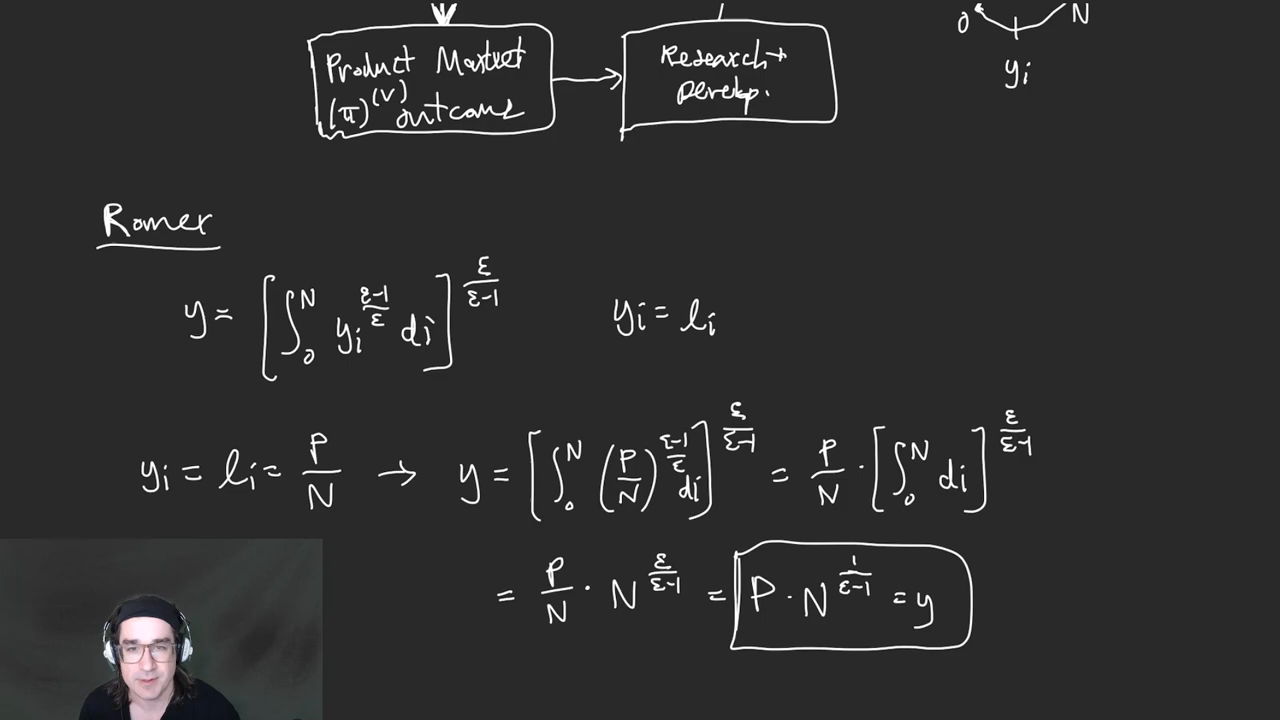 0 N
yi
Product Market
(π)(V) outcome
Research +
Develop.
Romer
y = [∫₀ᴺ yi^((ε-1)/ε) di]^(ε/(ε-1)) yi = li
yi = li = P/N → y = [∫₀ᴺ (P/N)^((ε-1)/ε) di]^(ε/(ε-1)) = P/N · [∫₀ᴺ di]^(ε/(ε-1))
= P/N · N^(ε/(ε-1)) = P · N^(1/(ε-1)) = y